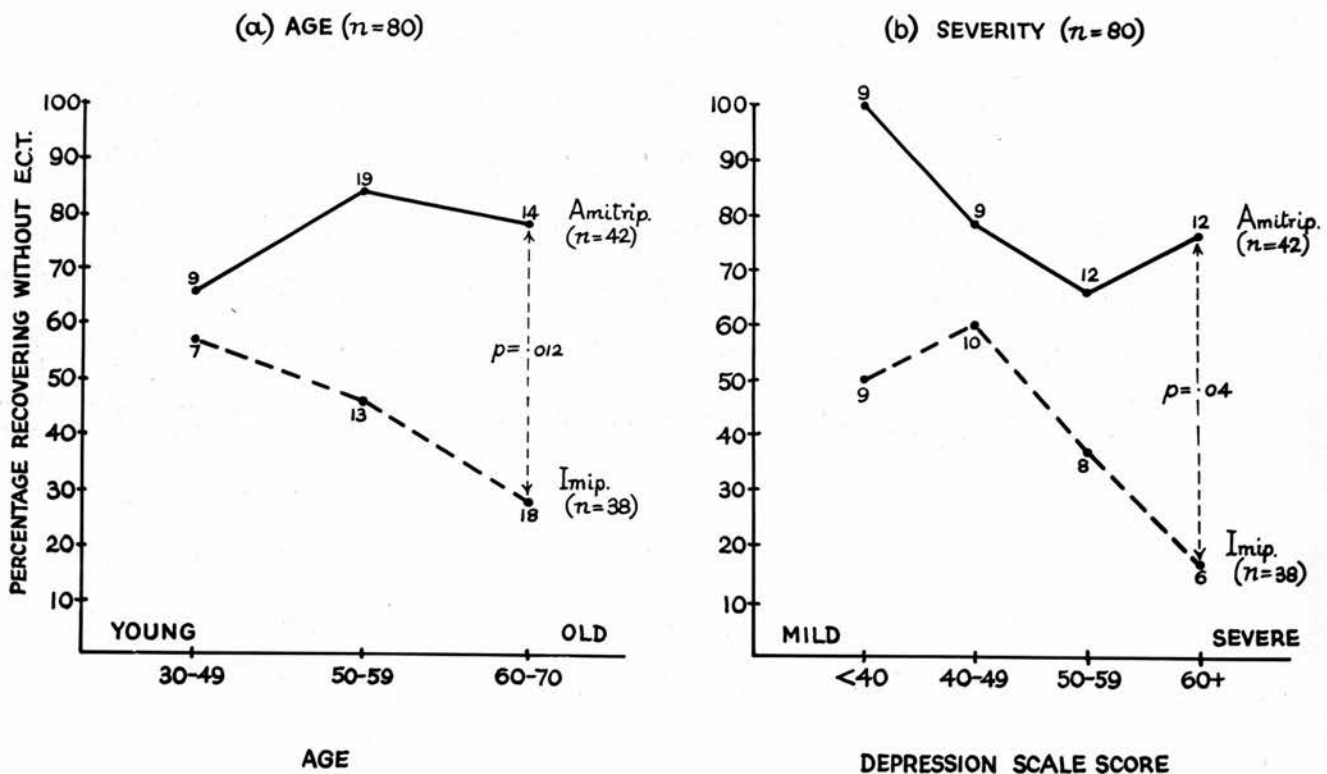 (a) AGE (n=80)
PERCENTAGE RECOVERING WITHOUT E.C.T.
100
90
80
70
60
50
40
30
20
10
9
19
14
Amitrip.
(n=42)
7
13
18
p= .012
Imip.
(n=38)
YOUNG
OLD
30-49
50-59
60-70
AGE
(b) SEVERITY (n=80)
100
90
80
70
60
50
40
30
20
10
9
9
12
12
Amitrip.
(n=42)
9
10
8
6
p= .04
Imip.
(n=38)
MILD
SEVERE
<40
40-49
50-59
60+
DEPRESSION SCALE SCORE